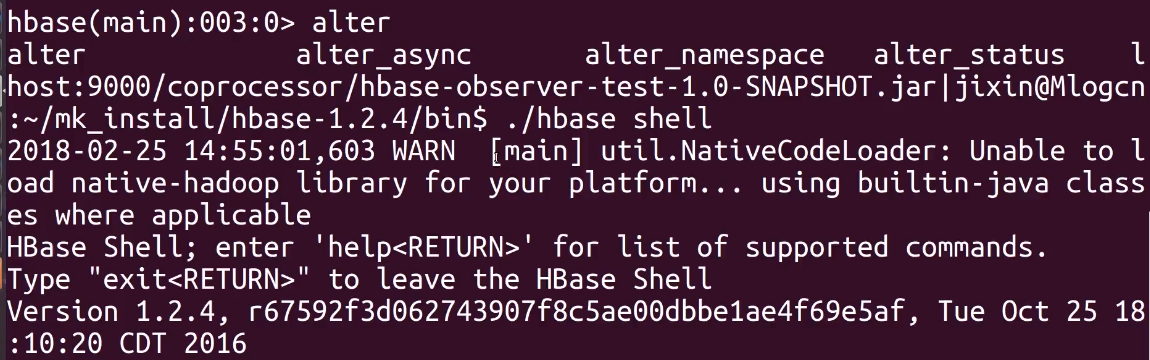 hbase(main):003:0> alter
alter             alter_async       alter_namespace   alter_status    l
host:9000/coprocessor/hbase-observer-test-1.0-SNAPSHOT.jar|jixin@Mlogcn
:~/mk_install/hbase-1.2.4/bin$ ./hbase shell
2018-02-25 14:55:01,603 WARN  [main] util.NativeCodeLoader: Unable to l
oad native-hadoop library for your platform... using builtin-java class
es where applicable
HBase Shell; enter 'help<RETURN>' for list of supported commands.
Type "exit<RETURN>" to leave the HBase Shell
Version 1.2.4, r67592f3d062743907f8c5ae00dbbe1ae4f69e5af, Tue Oct 25 18
:10:20 CDT 2016